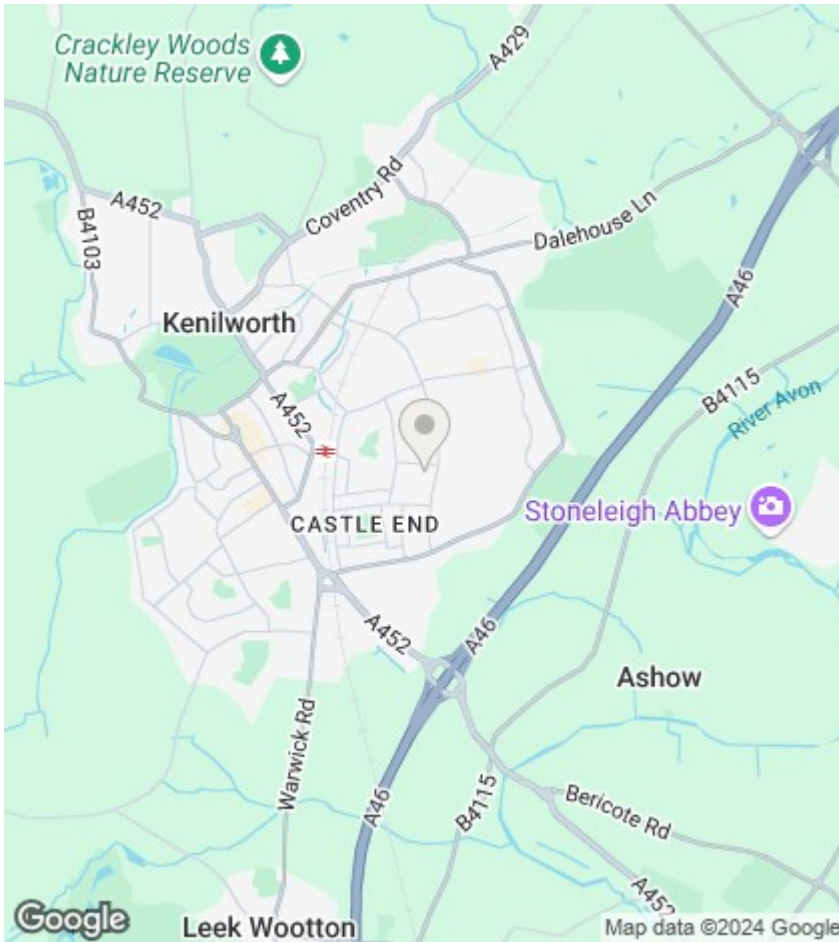 Crackley Woods
Nature Reserve
A429
A452
Coventry Rd
B4103
Dalehouse Ln
A46
Kenilworth
B4115
River Avon
A452
Stoneleigh Abbey
CASTLE END
A46
A452
Ashow
Warwick Rd
A46
B4115
Bericote Rd
A452
Google
Leek Wootton
Map data ©2024 Google